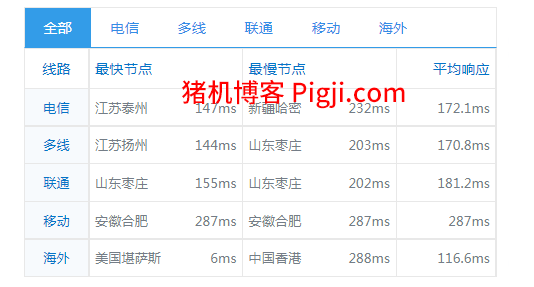 全部 电信 多线 联通 移动 海外
线路 最快节点 最慢节点 平均响应
猪机博客 Pigji.com
电信 江苏泰州 147ms 新疆哈密 232ms 172.1ms
多线 江苏扬州 144ms 山东枣庄 203ms 170.8ms
联通 山东枣庄 155ms 山东枣庄 202ms 181.2ms
移动 安徽合肥 287ms 安徽合肥 287ms 287ms
海外 美国堪萨斯 6ms 中国香港 288ms 116.6ms